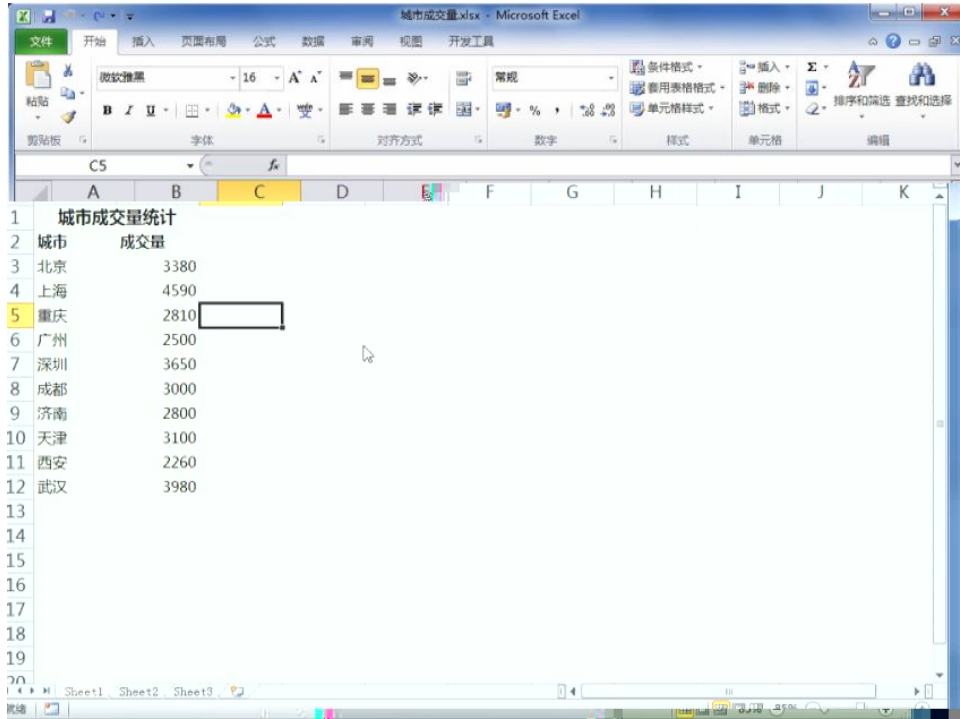 城市成交量.xlsx - Microsoft Excel
文件 开始 插入 页面布局 公式 数据 审阅 视图 开发工具
微软雅黑 16 A A 常规 条件格式 插入 Σ
粘贴 套用表格格式 删除 排序和筛选 查找和选择
B I U A 变 % , 单元格样式 格式
剪贴板 字体 对齐方式 数字 样式 单元格 编辑
C5 fx
A B C D E F G H I J K
1 城市成交量统计
2 城市 成交量
3 北京 3380
4 上海 4590
5 重庆 2810
6 广州 2500
7 深圳 3650
8 成都 3000
9 济南 2800
10 天津 3100
11 西安 2260
12 武汉 3980
13
14
15
16
17
18
19
20
Sheet1 Sheet2 Sheet3
就绪